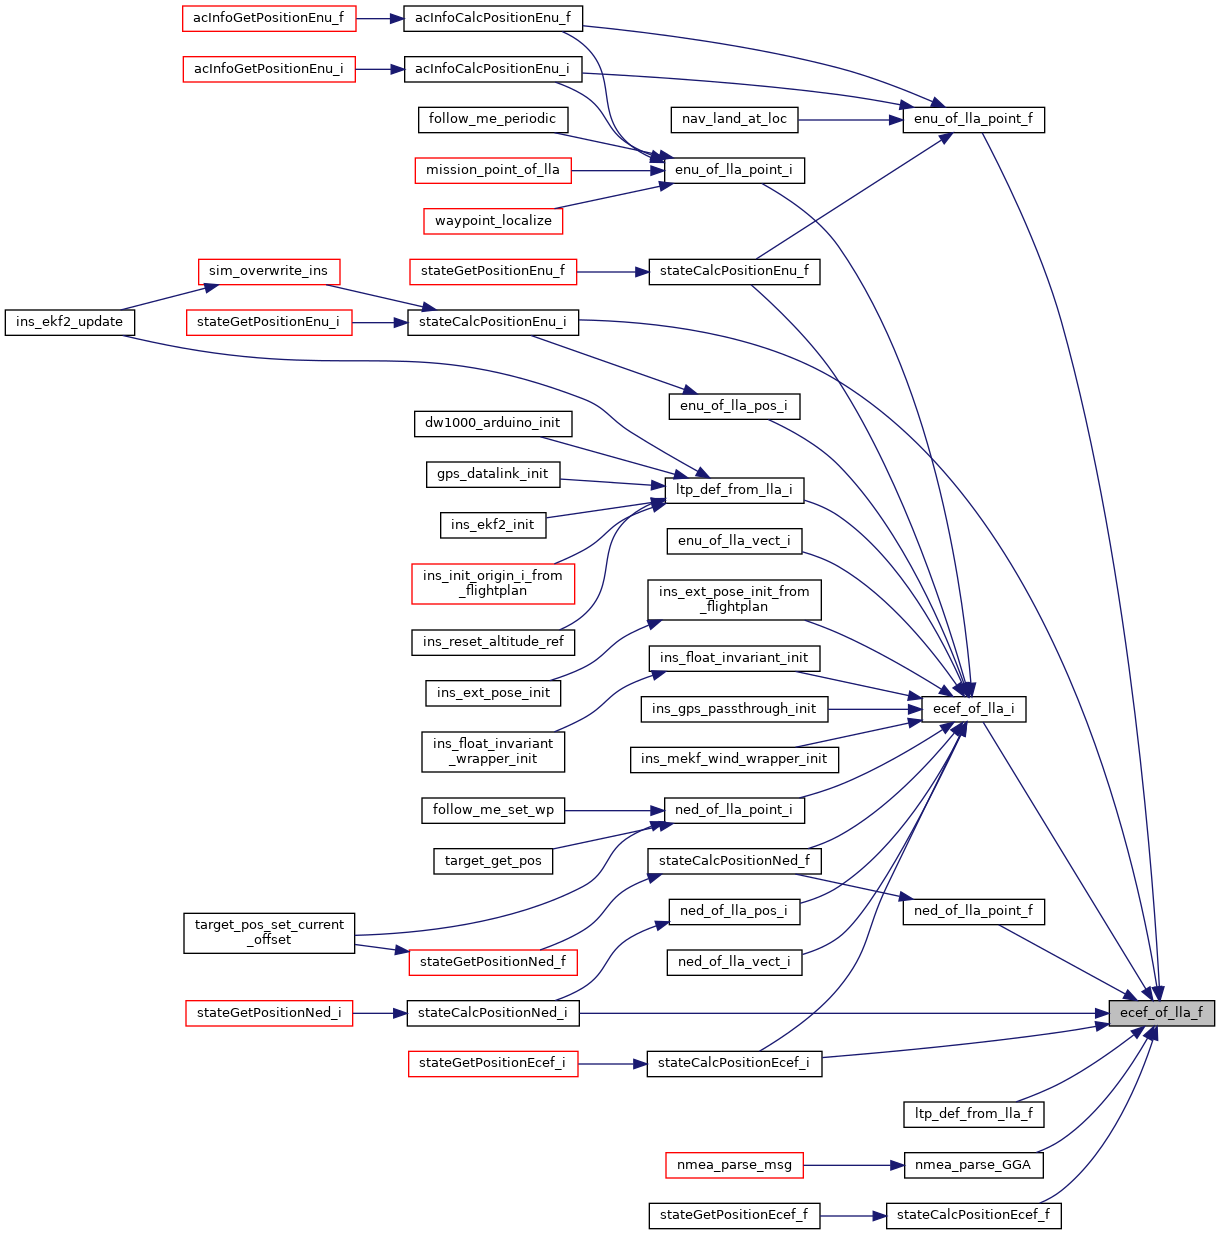 acInfoGetPositionEnu_f
acInfoCalcPositionEnu_f
acInfoGetPositionEnu_i
acInfoCalcPositionEnu_i
follow_me_periodic
nav_land_at_loc
enu_of_lla_point_f
mission_point_of_lla
enu_of_lla_point_i
waypoint_localize
sim_overwrite_ins
stateGetPositionEnu_f
stateCalcPositionEnu_f
ins_ekf2_update
stateGetPositionEnu_i
stateCalcPositionEnu_i
enu_of_lla_pos_i
dw1000_arduino_init
gps_datalink_init
ltp_def_from_lla_i
ins_ekf2_init
enu_of_lla_vect_i
ins_init_origin_i_from
_flightplan
ins_ext_pose_init_from
_flightplan
ins_reset_altitude_ref
ins_float_invariant_init
ins_ext_pose_init
ins_gps_passthrough_init
ecef_of_lla_i
ins_float_invariant
_wrapper_init
ins_mekf_wind_wrapper_init
follow_me_set_wp
ned_of_lla_point_i
target_get_pos
stateCalcPositionNed_f
target_pos_set_current
_offset
ned_of_lla_pos_i
ned_of_lla_point_f
stateGetPositionNed_f
ned_of_lla_vect_i
stateGetPositionNed_i
stateCalcPositionNed_i
ecef_of_lla_f
stateGetPositionEcef_i
stateCalcPositionEcef_i
ltp_def_from_lla_f
nmea_parse_msg
nmea_parse_GGA
stateGetPositionEcef_f
stateCalcPositionEcef_f